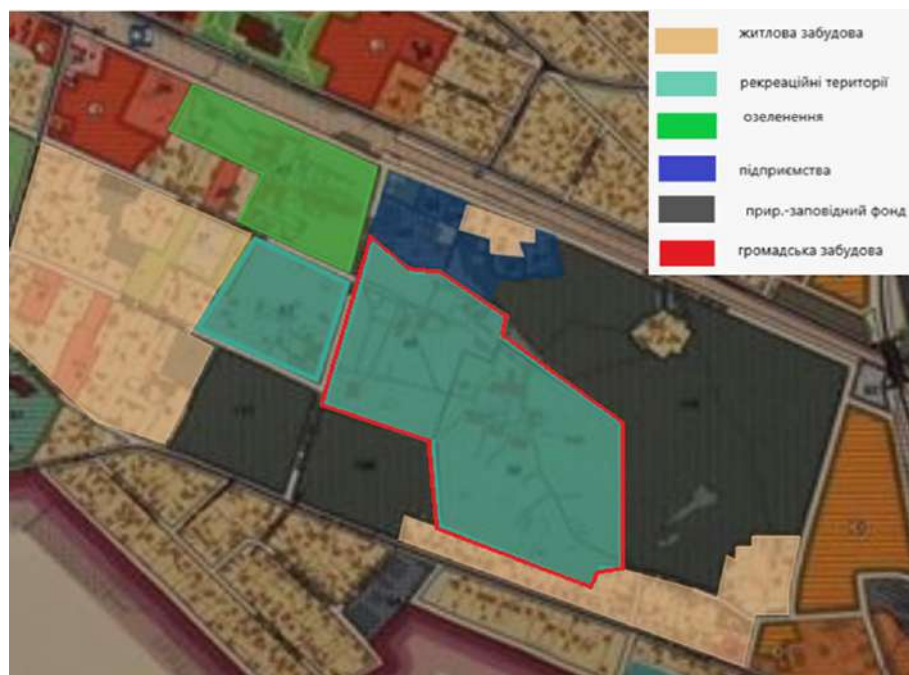 житлова забудова
рекреаційні території
озеленення
підприємства
прир.-заповідний фонд
громадська забудова